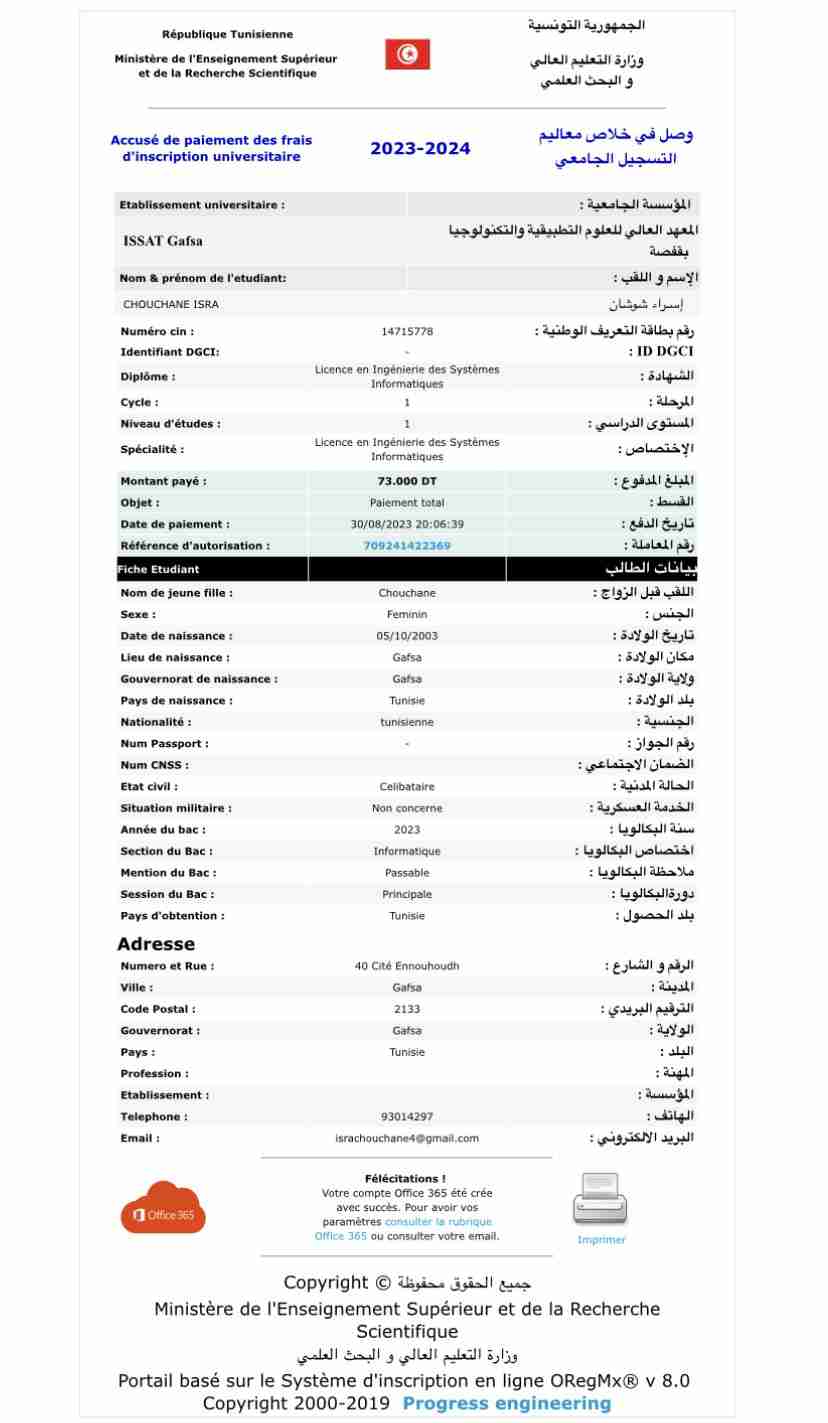 République Tunisienne
Ministère de l'Enseignement Supérieur
et de la Recherche Scientifique
الجمهورية التونسية
وزارة التعليم العالي
و البحث العلمي
Accusé de paiement des frais
d'inscription universitaire
2023-2024
وصل في خلاص معاليم
التسجيل الجامعي
Etablissement universitaire : المؤسسة الجامعية :
ISSAT Gafsa
المعهد العالي للعلوم التطبيقية والتكنولوجيا
بقفصة
Nom & prénom de l'etudiant: الإسم و اللقب :
CHOUCHANE ISRA إسراء شوشان
Numéro cin : 14715778 رقم بطاقة التعريف الوطنية :
Identifiant DGCI: - ID DGCI :
Diplôme : Licence en Ingénierie des Systèmes الشهادة :
Informatiques
Cycle : 1 المرحلة :
Niveau d'études : 1 المستوى الدراسي :
Spécialité : Licence en Ingénierie des Systèmes الإختصاص :
Informatiques
Montant payé : 73.000 DT المبلغ المدفوع :
Objet : Paiement total القسط :
Date de paiement : 30/08/2023 20:06:39 تاريخ الدفع :
Référence d'autorisation : 709241422369 رقم المعاملة :
Fiche Etudiant بيانات الطالب
Nom de jeune fille : Chouchane اللقب قبل الزواج :
Sexe : Feminin الجنس :
Date de naissance : 05/10/2003 تاريخ الولادة :
Lieu de naissance : Gafsa مكان الولادة :
Gouvernorat de naissance : Gafsa ولاية الولادة :
Pays de naissance : Tunisie بلد الولادة :
Nationalité : tunisienne الجنسية :
Num Passport : - رقم الجواز :
Num CNSS : الضمان الاجتماعي :
Etat civil : Celibataire الحالة المدنية :
Situation militaire : Non concerne الخدمة العسكرية :
Année du bac : 2023 سنة البكالويا :
Section du Bac : Informatique اختصاص البكالويا :
Mention du Bac : Passable ملاحظة البكالويا :
Session du Bac : Principale دورةالبكالويا :
Pays d'obtention : Tunisie بلد الحصول :
Adresse
Numero et Rue : 40 Cité Ennouhoudh الرقم و الشارع :
Ville : Gafsa المدينة :
Code Postal : 2133 الترقيم البريدي :
Gouvernorat : Gafsa الولاية :
Pays : Tunisie البلد :
Profession : المهنة :
Etablissement : المؤسسة :
Telephone : 93014297 الهاتف :
Email : israchouchane4@gmail.com البريد الالكتروني :
Office 365
Félécitations !
Votre compte Office 365 été crée
avec succès. Pour avoir vos
paramètres consulter la rubrique
Office 365 ou consulter votre email.
Imprimer
Copyright © جميع الحقوق محفوظة
Ministère de l'Enseignement Supérieur et de la Recherche
Scientifique
وزارة التعليم العالي و البحث العلمي
Portail basé sur le Système d'inscription en ligne ORegMx® v 8.0
Copyright 2000-2019 Progress engineering